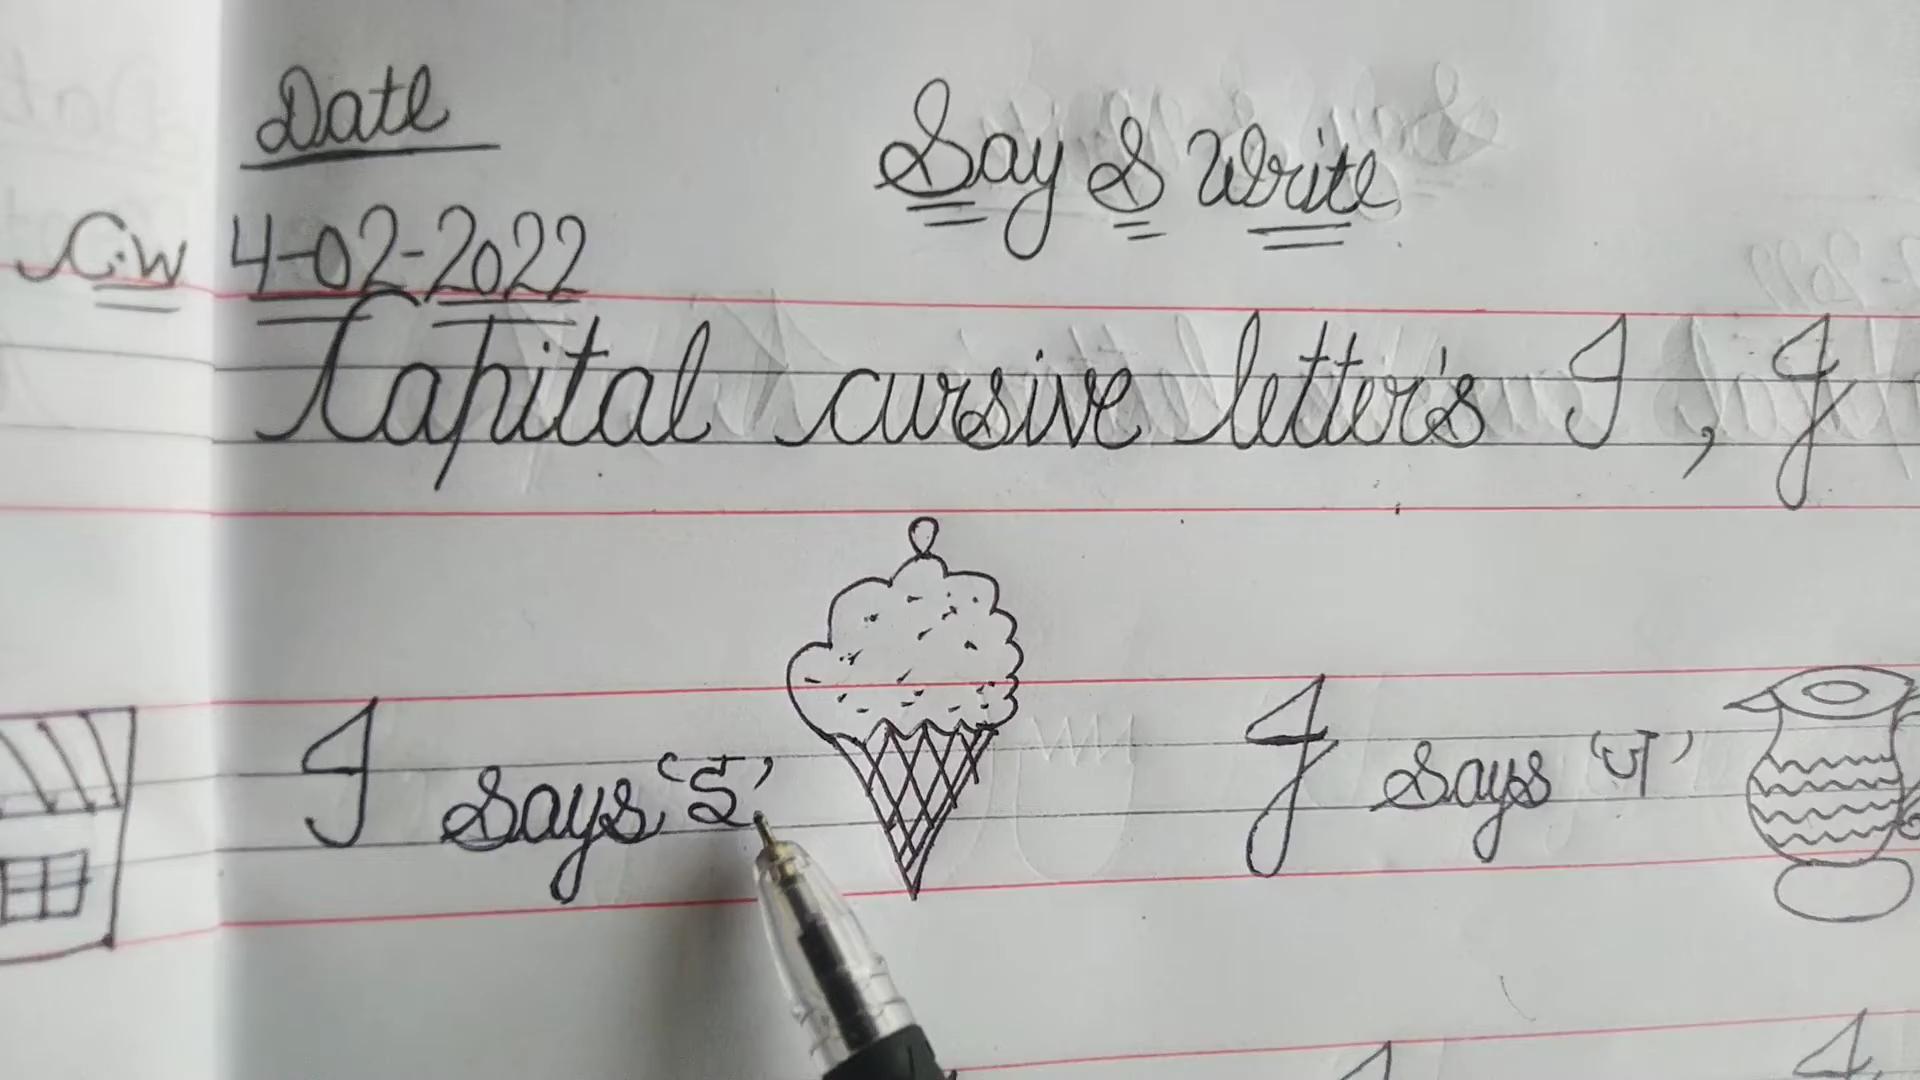 Date
Say & Write
C.W 4-02-2022
Capital cursive letter's I, J
I says 'इ' J says 'ज'